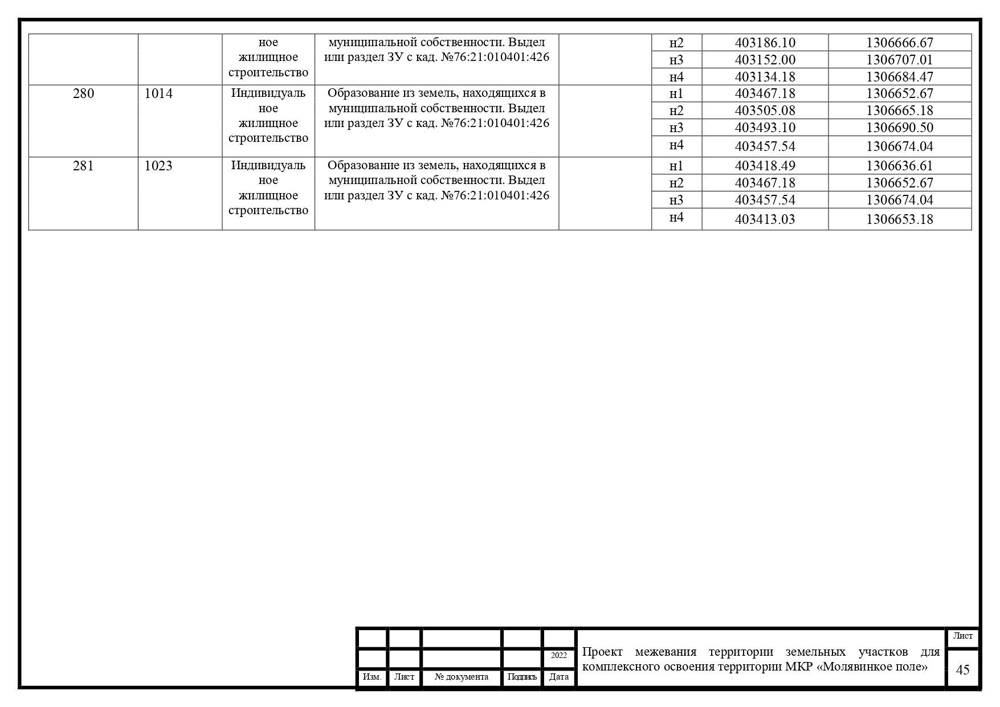 ное муниципальной собственности. Выдел н2 403186.10 1306666.67
жилищное или раздел ЗУ с кад. №76:21:010401:426 н3 403152.00 1306707.01
строительство н4 403134.18 1306684.47
280 1014 Индивидуаль Образование из земель, находящихся в н1 403467.18 1306652.67
ное муниципальной собственности. Выдел н2 403505.08 1306665.18
жилищное или раздел ЗУ с кад. №76:21:010401:426 н3 403493.10 1306690.50
строительство н4 403457.54 1306674.04
281 1023 Индивидуаль Образование из земель, находящихся в н1 403418.49 1306636.61
ное муниципальной собственности. Выдел н2 403467.18 1306652.67
жилищное или раздел ЗУ с кад. №76:21:010401:426 н3 403457.54 1306674.04
строительство н4 403413.03 1306653.18
Лист
2022 Проект межевания территории земельных участков для
комплексного освоения территории МКР «Молявинкое поле» 45
Изм. Лист № документа Подпись Дата